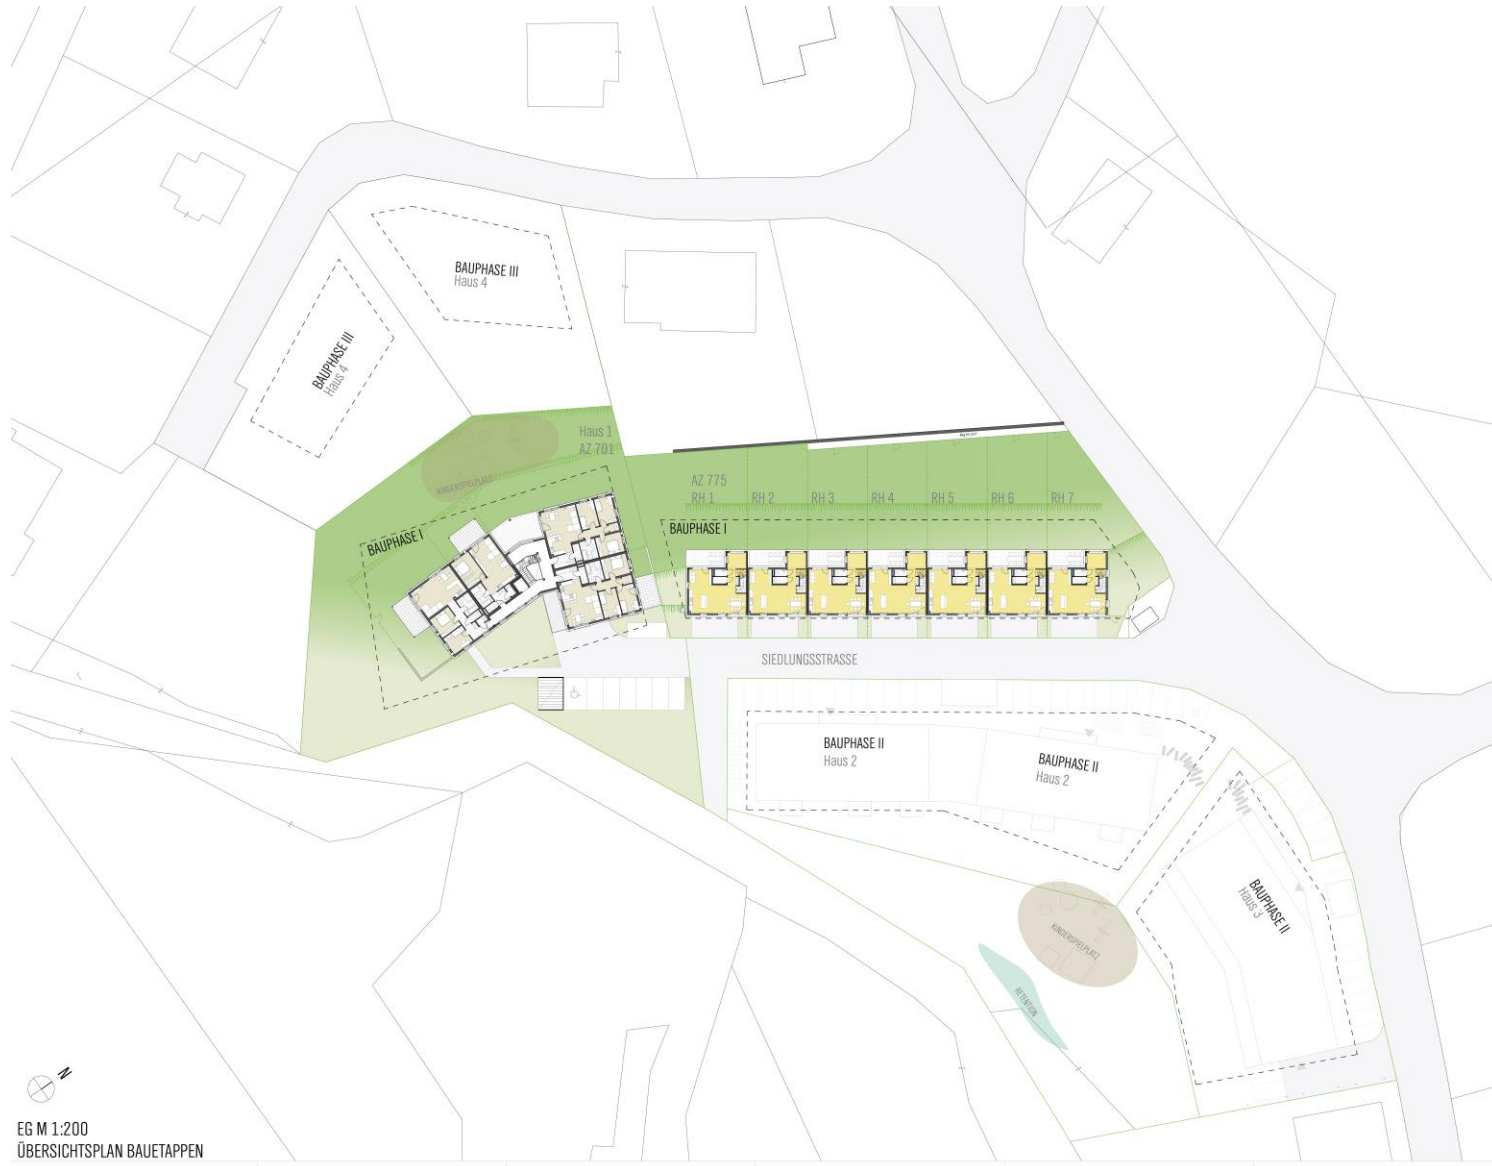 BAUPHASE III
Haus 4
BAUPHASE III
Haus 4
Haus 1
AZ 701
KINDERSPIELPLATZ
AZ 775
RH 1
RH 2
RH 3
RH 4
RH 5
RH 6
RH 7
BAUPHASE I
BAUPHASE I
SIEDLUNGSSTRASSE
BAUPHASE II
Haus 2
BAUPHASE II
Haus 2
BAUPHASE II
Haus 3
KINDERSPIELPLATZ
RETENTION
N
EG M 1:200
ÜBERSICHTSPLAN BAUETAPPEN